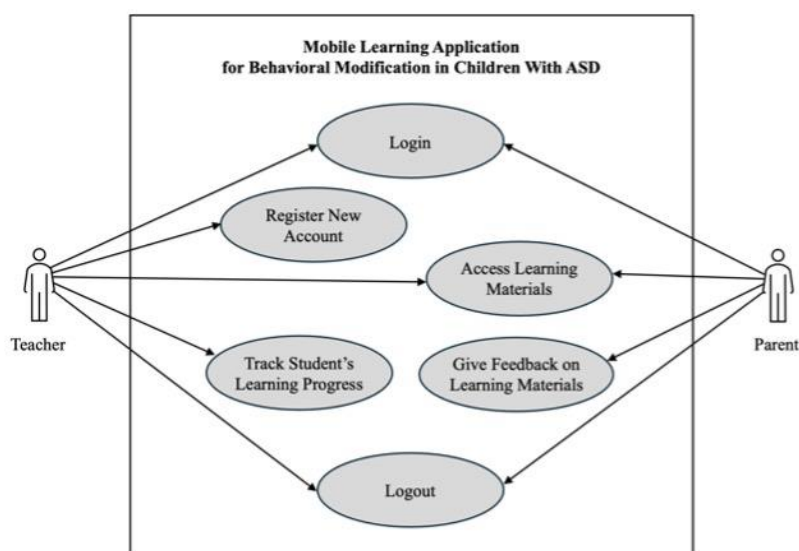 Mobile Learning Application
for Behavioral Modification in Children With ASD
Login
Register New
Account
Access Learning
Materials
Teacher
Parent
Track Student's
Learning Progress
Give Feedback on
Learning Materials
Logout